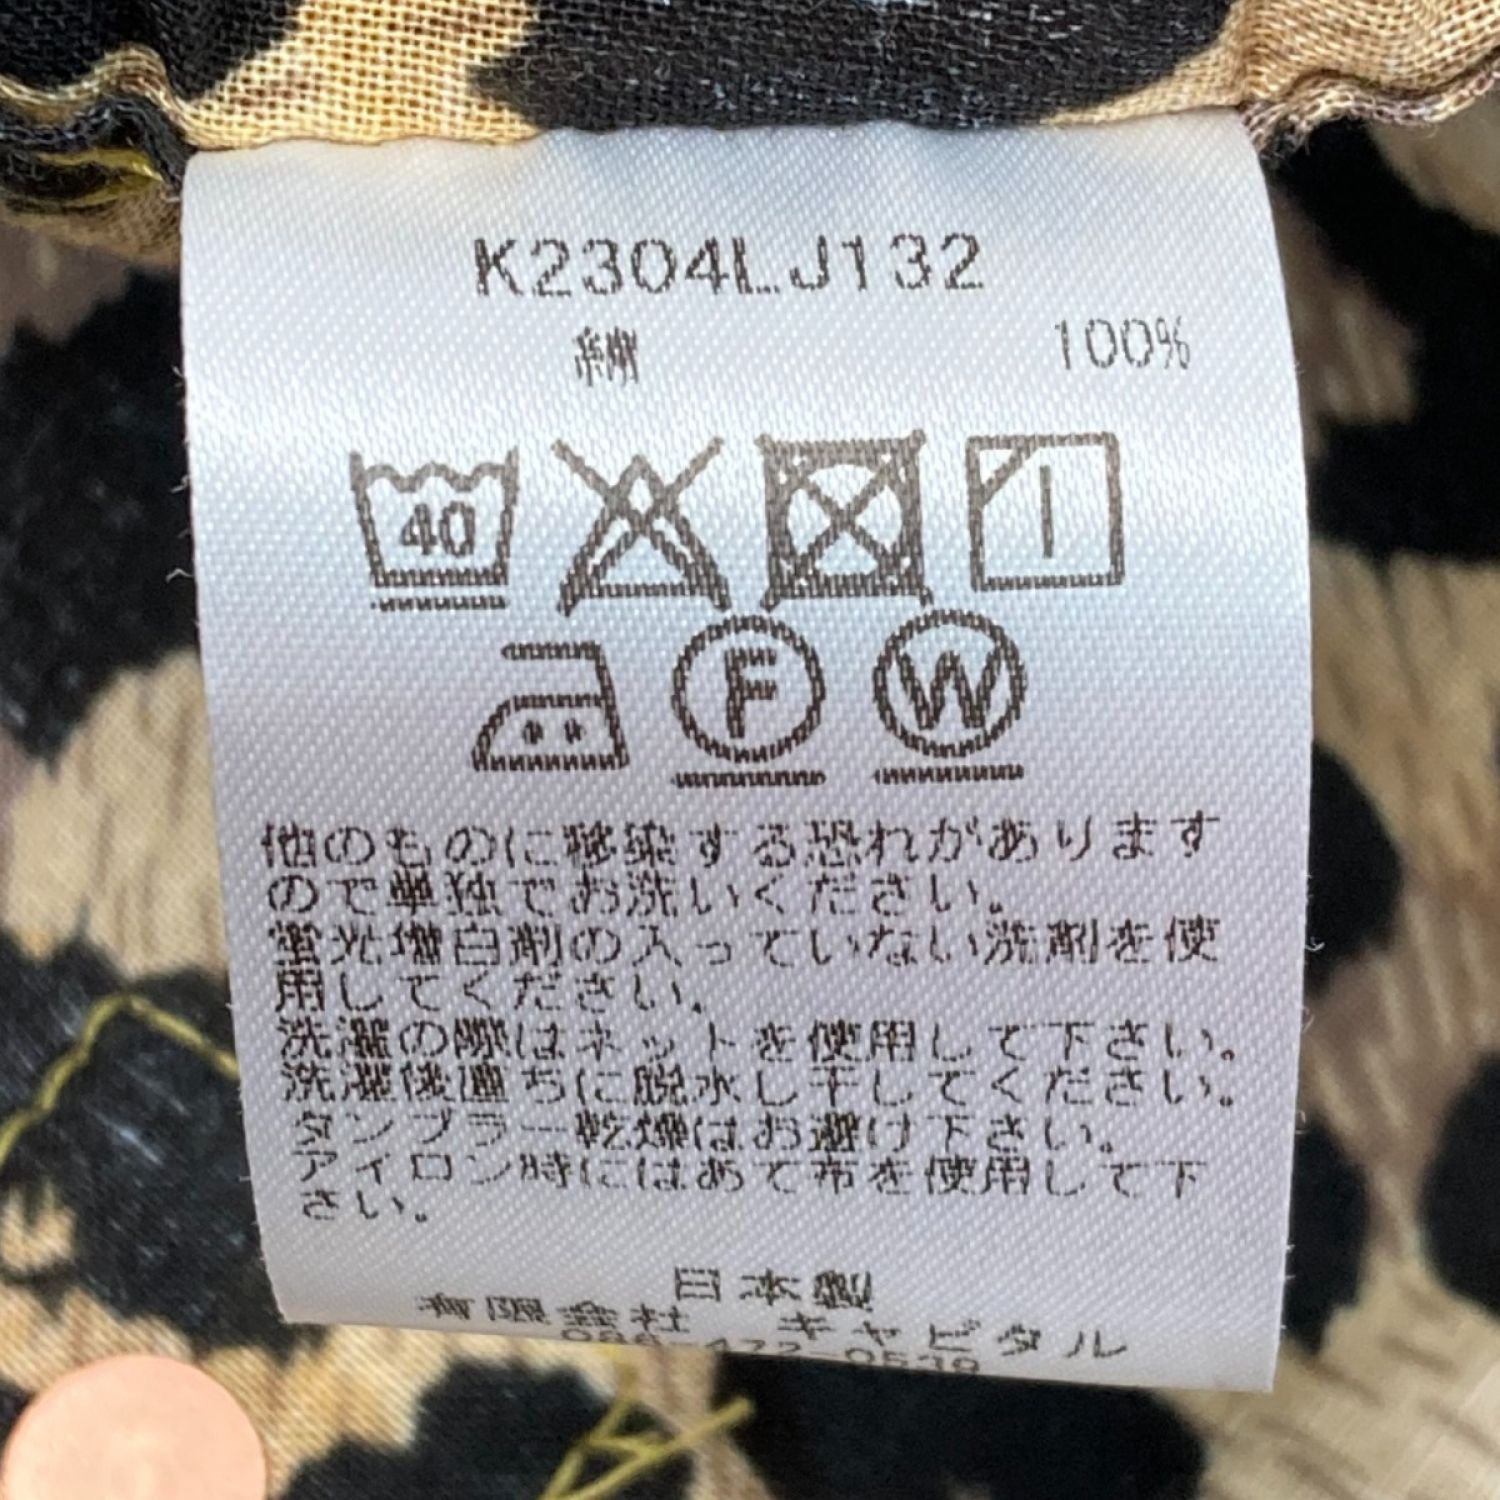 K2304LJ132
綿 100%
40
F W
他のものに移染する恐れがあります
ので単独でお洗いください。
蛍光増白剤の入っていない洗剤を使
用してください。
洗濯の際はネットを使用して下さい。
洗濯後直ちに脱水し干してください。
タンブラー乾燥はお避け下さい。
アイロン時にはあて布を使用して下
さい。
日本製
有限会社 キャピタル
086-472-0539